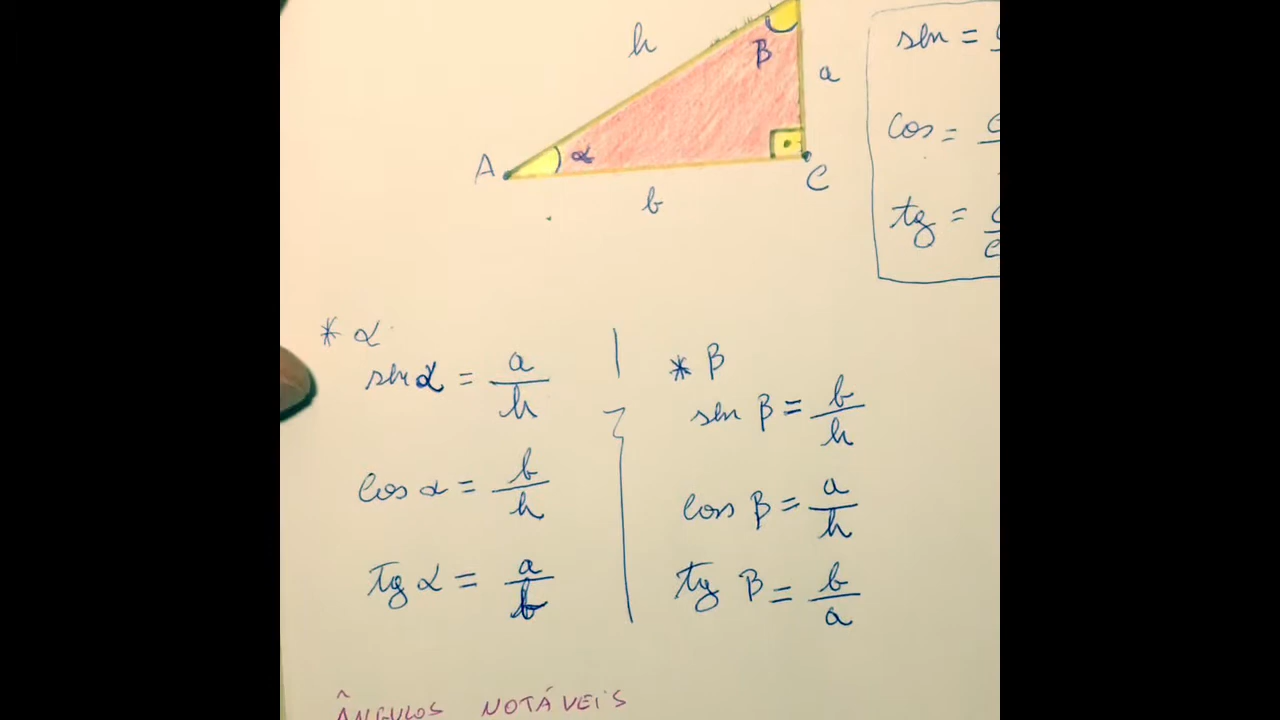 h
B
a
A
α
C
b
sen =
cos =
tg =
* α
sen α = a/h
cos α = b/h
tg α = a/b
* β
sen β = b/h
cos β = a/h
tg β = b/a
ÂNGULOS NOTÁVEIS